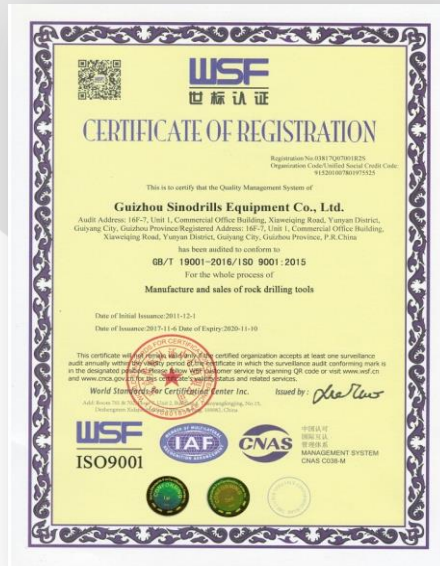 WSF
世标认证
CERTIFICATE OF REGISTRATION
Registration No:03817Q07001R2S
Organization Code/Unified Social Credit Code:
915201007801975525
This is to certify that the Quality Management System of
Guizhou Sinodrills Equipment Co., Ltd.
Audit Address: 16F-7, Unit 1, Commercial Office Building, Xiaweiqing Road, Yunyan District,
Guiyang City, Guizhou Province/Registered Address: 16F-7, Unit 1, Commercial Office Building,
Xiaweiqing Road, Yunyan District, Guiyang City, Guizhou Province, P.R.China
has been audited to conform to
GB/T 19001-2016/ISO 9001:2015
For the whole process of
Manufacture and sales of rock drilling tools
Date of Initial Issuance:2011-12-1
Date of Issuance:2017-11-6 Date of Expiry:2020-11-10
This certificate will remain valid only if the certified organization accepts at least one surveillance
audit annually within the validity period of the certificate in which the surveillance audit conforming mark is
in the designated position. Please follow WSF customer service by scanning QR code or visit www.wsf.cn
and www.cnca.gov.cn for this certificate's validity status and related services.
World Standards For Certification Center Inc.
Issued by:
100082, China
WSF
ISO9001
IAF
CNAS
中国认可
国际互认
管理体系
MANAGEMENT SYSTEM
CNAS C038-M